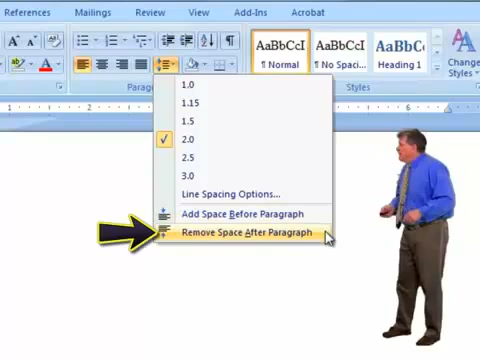 References Mailings Review View Add-Ins Acrobat
AaBbCcI AaBbCcI AaBbC
¶ Normal ¶ No Spaci... Heading 1 Change
Styles
Parag Styles
1.0
1.15
1.5
2.0
2.5
3.0
Line Spacing Options...
Add Space Before Paragraph
Remove Space After Paragraph